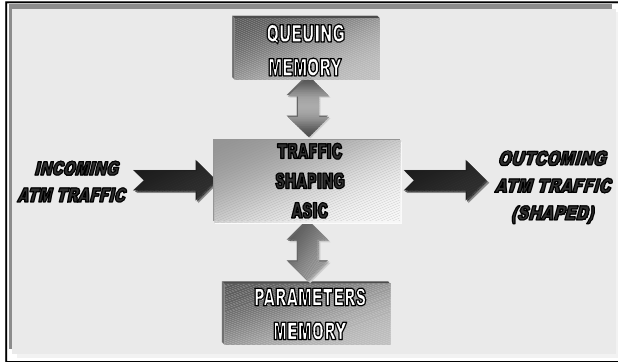 QUEUING
MEMORY
INCOMING
ATM TRAFFIC
TRAFFIC
SHAPING
ASIC
OUTCOMING
ATM TRAFFIC
(SHAPED)
PARAMETERS
MEMORY